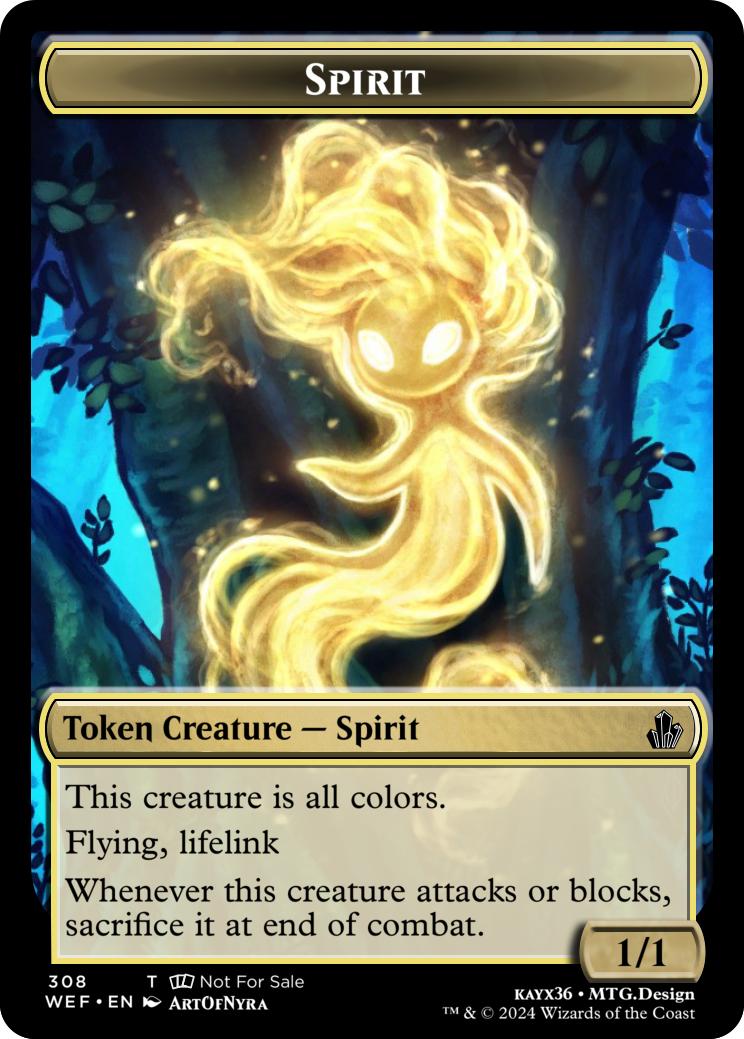 Spirit
Token Creature — Spirit
This creature is all colors.
Flying, lifelink
Whenever this creature attacks or blocks,
sacrifice it at end of combat.
1/1
308 T Not For Sale
WEF • EN ArtOfNyra
kayx36 • MTG.Design
™ & © 2024 Wizards of the Coast